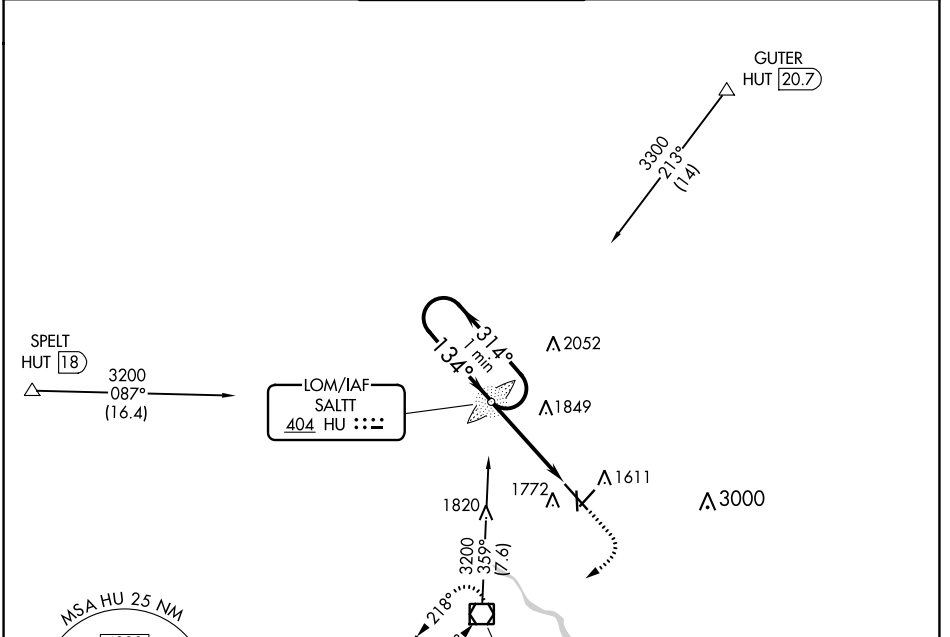 GUTER
HUT 20.7
3300
213°
(14)
SPELT
HUT 18
3200
087°
(16.4)
LOM/IAF
SALTT
404 HU
314°
1 min
134°
2052
1849
1772
1611
3000
1820
3200
359°
(7.6)
218°
MSA HU 25 NM